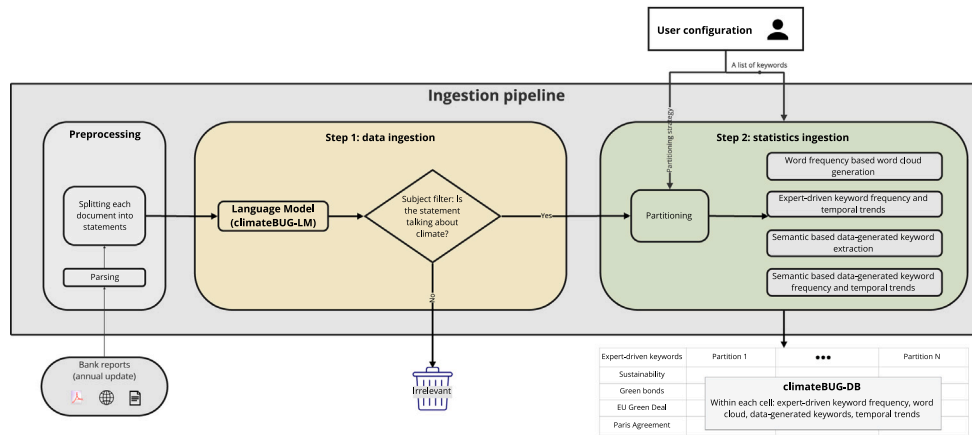 User configuration
A list of keywords
Ingestion pipeline
Preprocessing
Splitting each
document into
statements
Parsing
Bank reports
(annual update)
Step 1: data ingestion
Language Model
(climateBUG-LM)
Subject filter: Is
the statement
talking about
climate?
Yes
No
Irrelevant
Partitioning strategy
Step 2: statistics ingestion
Partitioning
Word frequency based word cloud
generation
Expert-driven keyword frequency and
temporal trends
Semantic based data-generated keyword
extraction
Semantic based data-generated keyword
frequency and temporal trends
Expert-driven keywords
Partition 1
•••
Partition N
Sustainability
Green bonds
EU Green Deal
Paris Agreement
climateBUG-DB
Within each cell: expert-driven keyword frequency, word
cloud, data-generated keywords, temporal trends